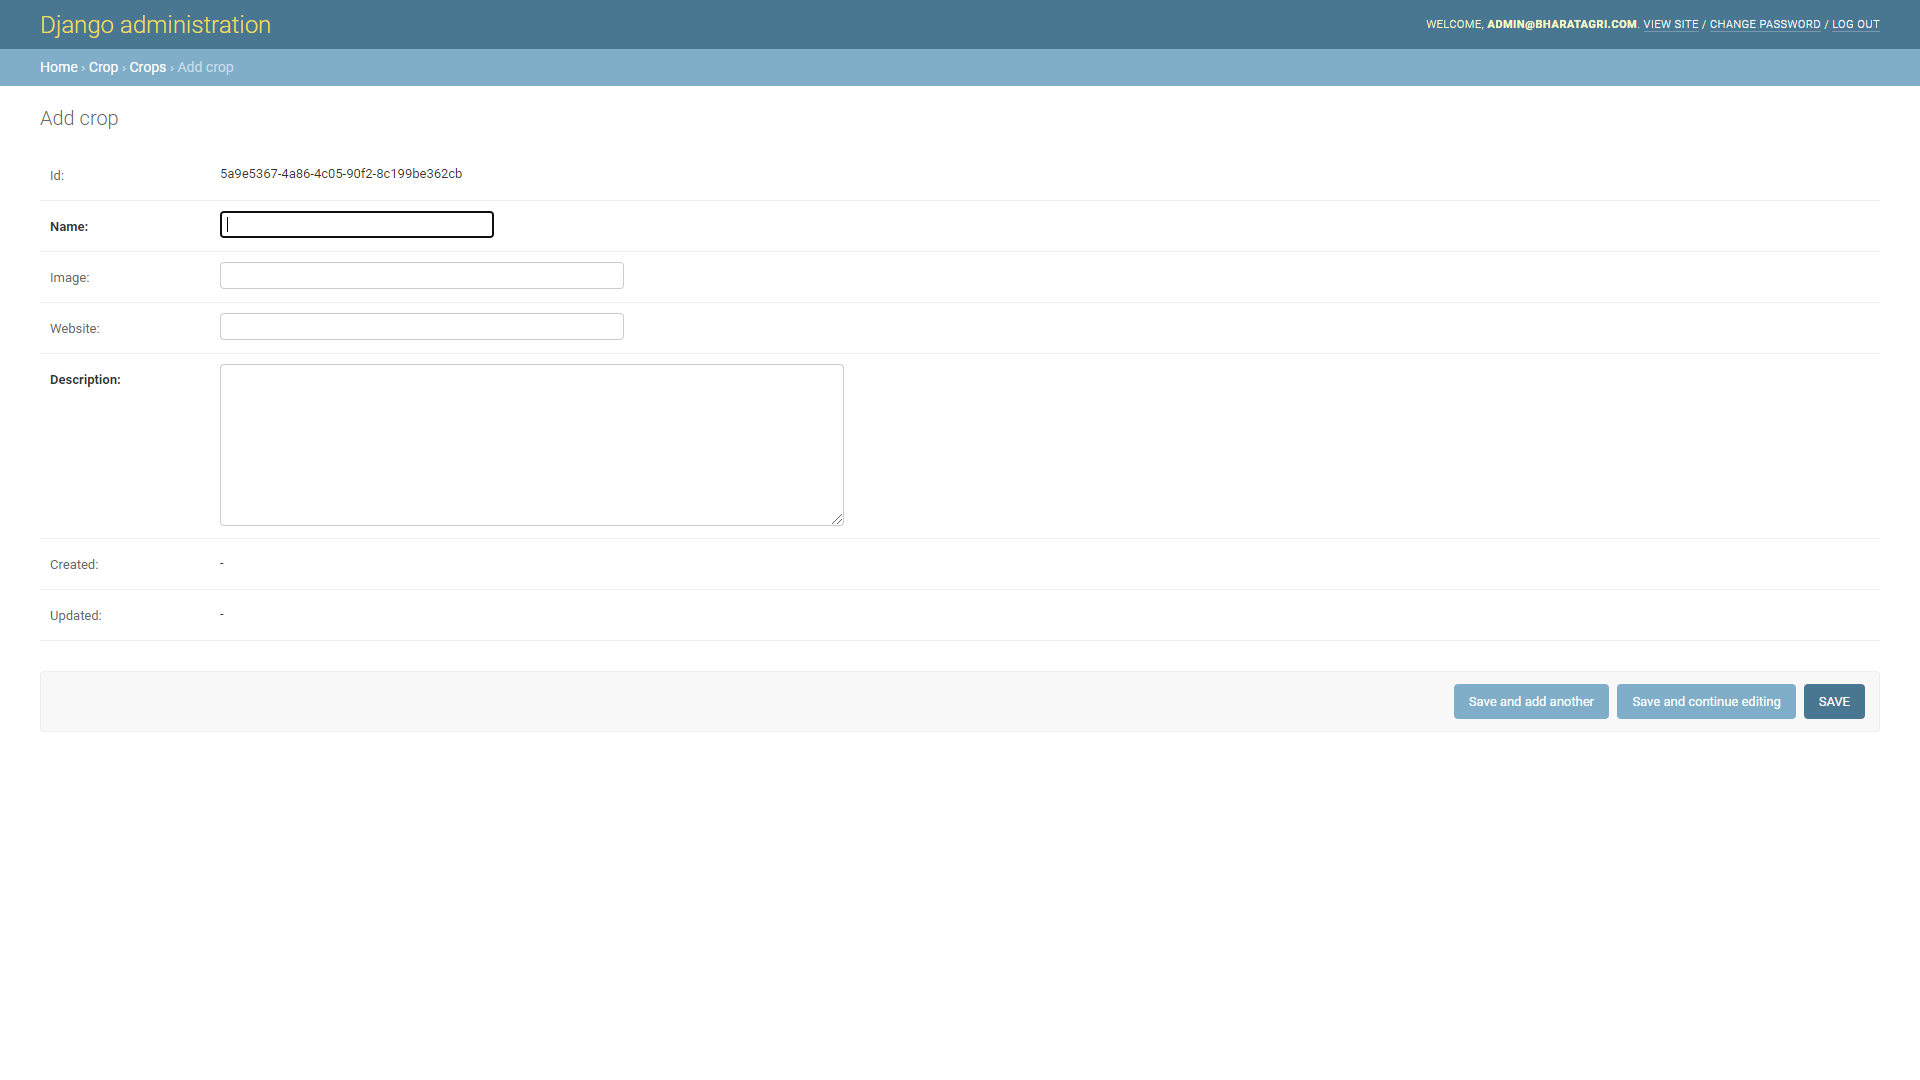 Django administration
WELCOME, ADMIN@BHARATAGRI.COM. VIEW SITE / CHANGE PASSWORD / LOG OUT
Home › Crop › Crops › Add crop
Add crop
Id: 5a9e5367-4a86-4c05-90f2-8c199be362cb
Name:
Image:
Website:
Description:
Created: -
Updated: -
Save and add another Save and continue editing SAVE